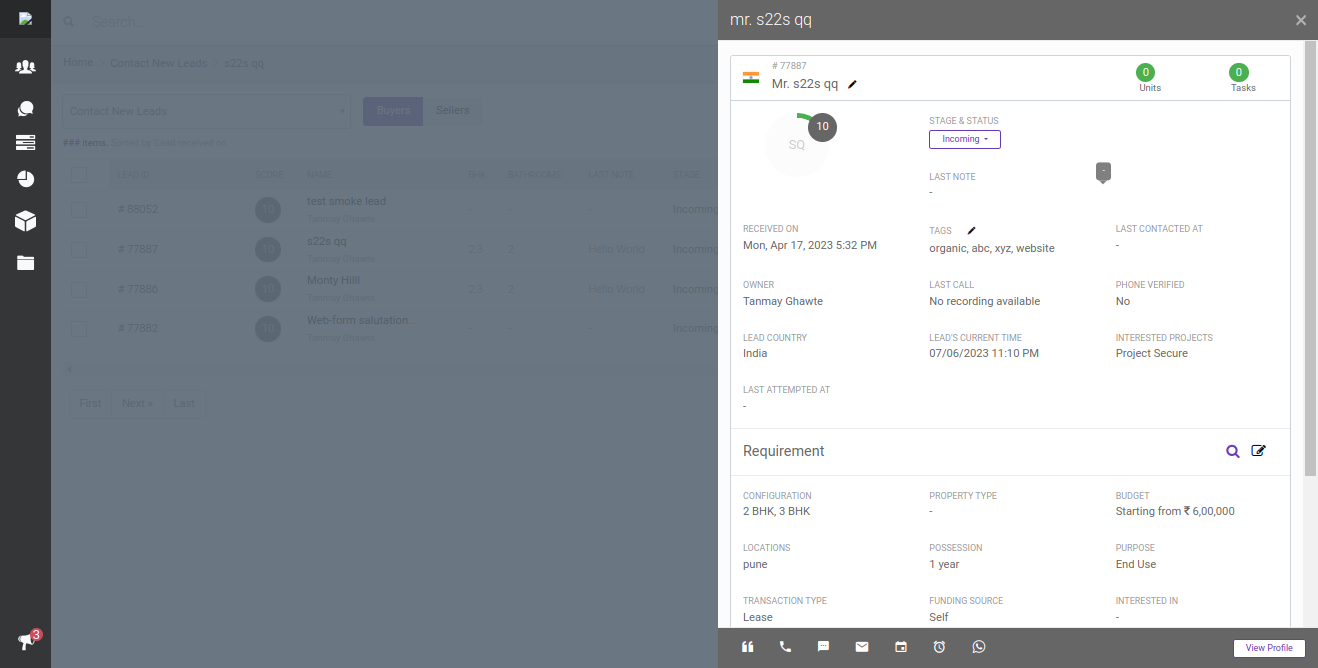 Search...
Home > Contact New Leads > s22s qq
Contact New Leads
Buyers
Sellers
### items Sorted by (Lead received on
LEAD ID SCORE NAME BHK BATHROOMS LAST NOTE STAGE
# 88052 10 test smoke lead - - - Incoming
Tanmay Ghawte
# 77887 10 s22s qq 2,3 2 Hello World Incoming
Tanmay Ghawte
# 77886 10 Monty Hilll 2,3 2 Hello World Incoming
Tanmay Ghawte
# 77882 10 Web-form salutation - - - Incoming
Tanmay Ghawte
First Next » Last
3
mr. s22s qq
# 77887
Mr. s22s qq
0
Units
0
Tasks
SQ
10
STAGE & STATUS
Incoming
LAST NOTE
-
-
RECEIVED ON
Mon, Apr 17, 2023 5:32 PM
TAGS
organic, abc, xyz, website
LAST CONTACTED AT
-
OWNER
Tanmay Ghawte
LAST CALL
No recording available
PHONE VERIFIED
No
LEAD COUNTRY
India
LEAD'S CURRENT TIME
07/06/2023 11:10 PM
INTERESTED PROJECTS
Project Secure
LAST ATTEMPTED AT
-
Requirement
CONFIGURATION
2 BHK, 3 BHK
PROPERTY TYPE
-
BUDGET
Starting from ₹ 6,00,000
LOCATIONS
pune
POSSESSION
1 year
PURPOSE
End Use
TRANSACTION TYPE
Lease
FUNDING SOURCE
Self
INTERESTED IN
-
View Profile